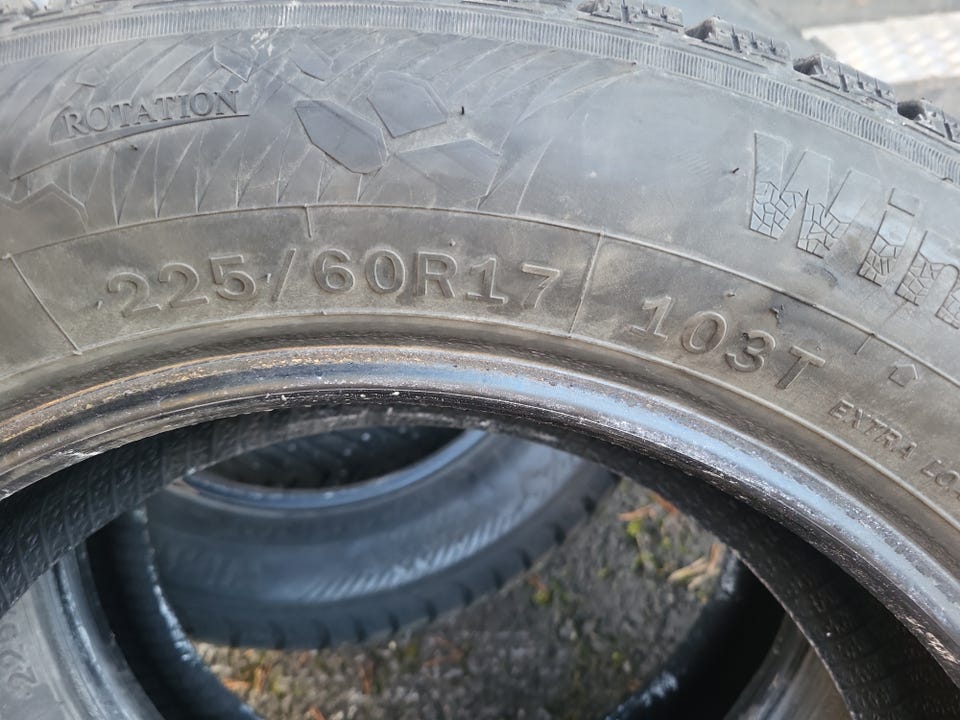 ROTATION
225/60R17
103T
EXTRA